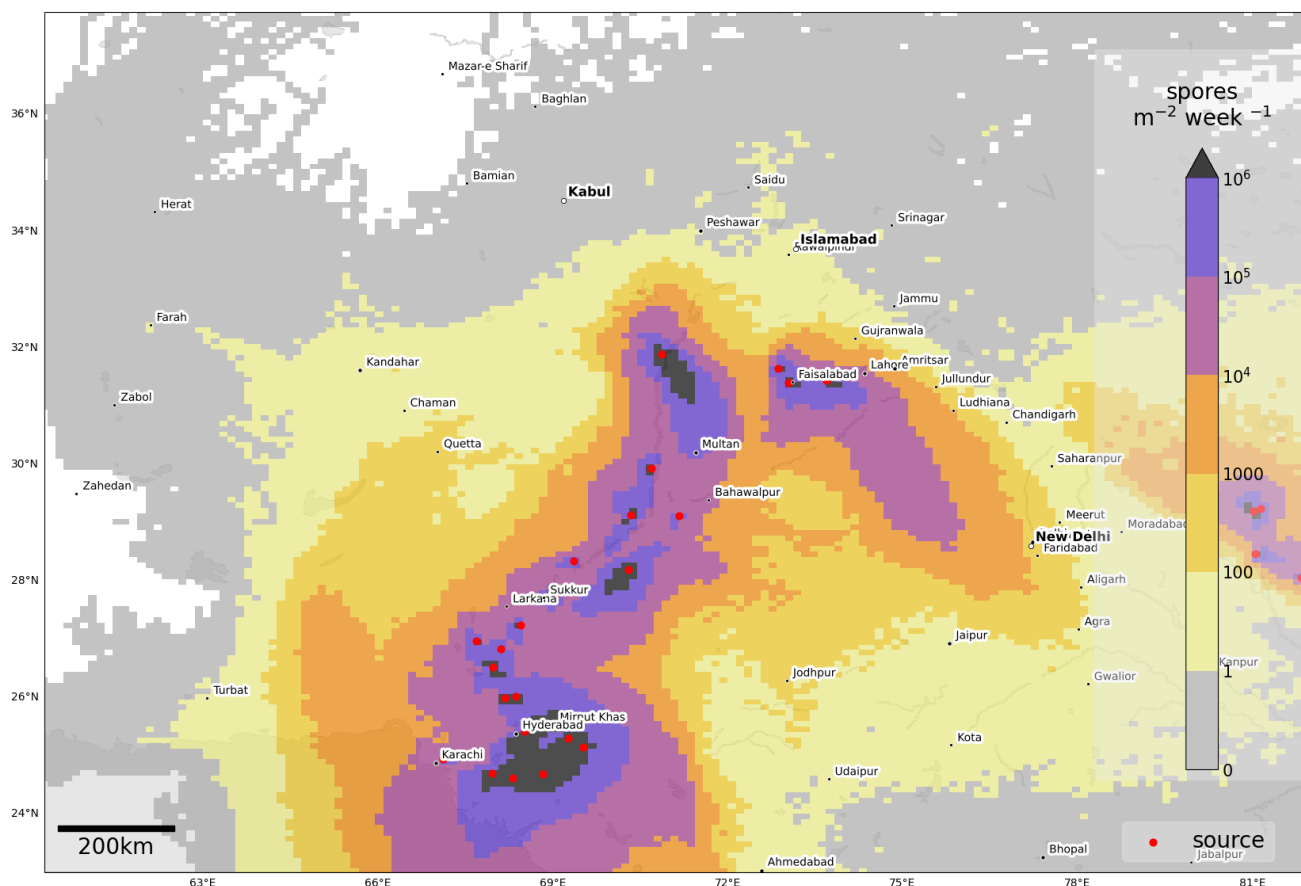 Mazar-e Sharif
Baghlan
36°N
spores
m⁻² week ⁻¹
10⁶
Bamian
Kabul
Saidu
Herat
34°N
Peshawar
Srinagar
Islamabad
Rawalpindi
10⁵
Jammu
Farah
Gujranwala
32°N
Kandahar
Lahore
Amritsar
Faisalabad
10⁴
Jullundur
Zabol
Chaman
Ludhiana
Chandigarh
Quetta
Multan
30°N
Saharanpur
1000
Zahedan
Bahawalpur
Meerut
Moradabad
New Delhi
Faridabad
28°N
100
Aligarh
Sukkur
Larkana
Agra
Jaipur
Jodhpur
Gwalior
Kanpur
1
26°N
Turbat
Mirput Khas
Hyderabad
Karachi
Kota
Udaipur
0
24°N
200km
source
Bhopal
Jabalpur
Ahmedabad
63°E
66°E
69°E
72°E
75°E
78°E
81°E